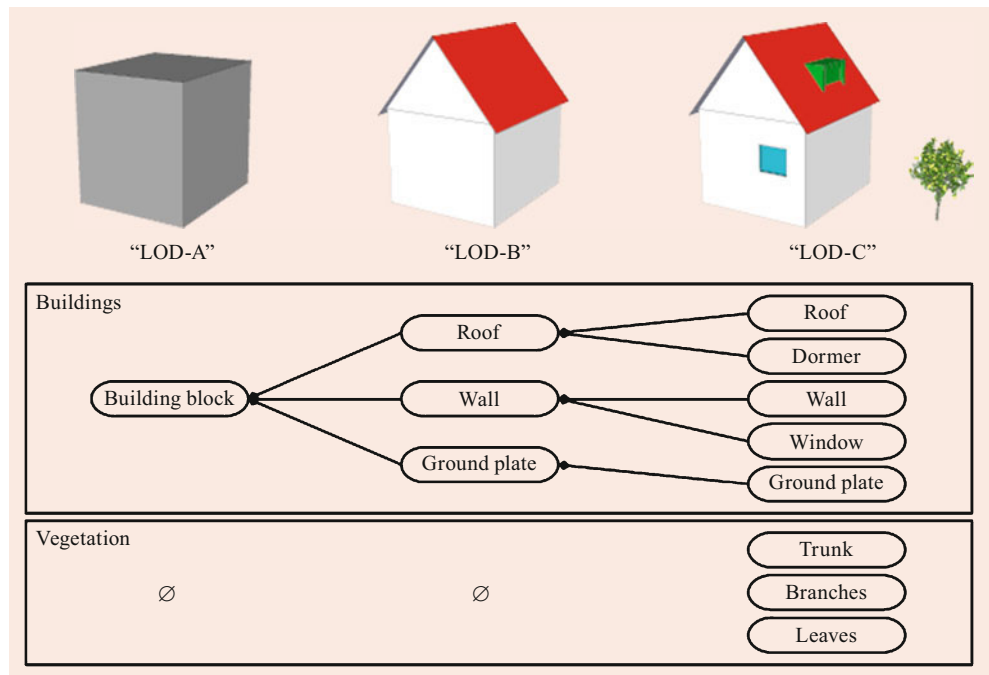 “LOD-A” “LOD-B” “LOD-C”
Buildings
Roof
Roof
Dormer
Building block
Wall
Wall
Window
Ground plate
Ground plate
Vegetation
Trunk
∅ ∅ Branches
Leaves